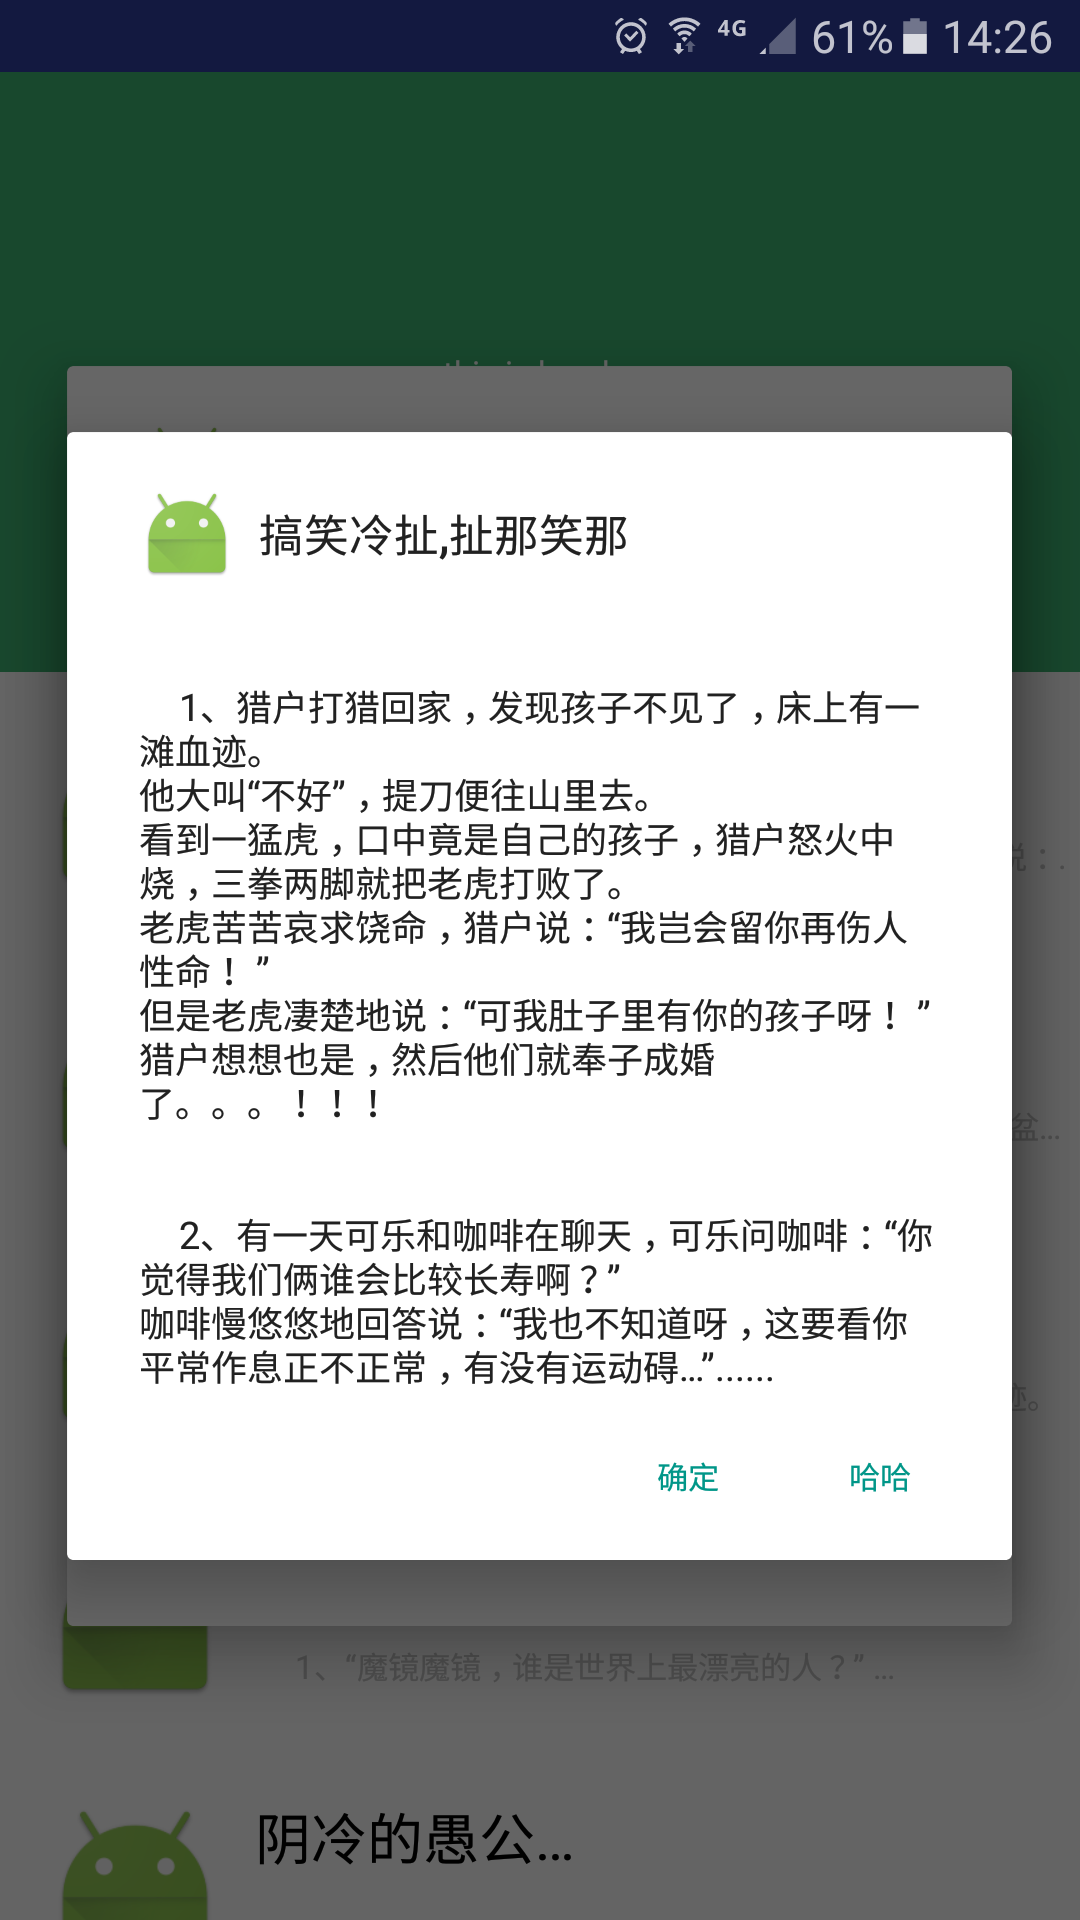 4G 61% 14:26
搞笑冷扯,扯那笑那
1、猎户打猎回家，发现孩子不见了，床上有一
滩血迹。
他大叫“不好”，提刀便往山里去。
看到一猛虎，口中竟是自己的孩子，猎户怒火中
烧，三拳两脚就把老虎打败了。
老虎苦苦哀求饶命，猎户说：“我岂会留你再伤人
性命！”
但是老虎凄楚地说：“可我肚子里有你的孩子呀！”
猎户想想也是，然后他们就奉子成婚
了。。。！！！
2、有一天可乐和咖啡在聊天，可乐问咖啡：“你
觉得我们俩谁会比较长寿啊？”
咖啡慢悠悠地回答说：“我也不知道呀，这要看你
平常作息正不正常，有没有运动碍…”......
确定 哈哈
说：.
盆…
迹。
1、“魔镜魔镜，谁是世界上最漂亮的人？”…
阴冷的愚公…